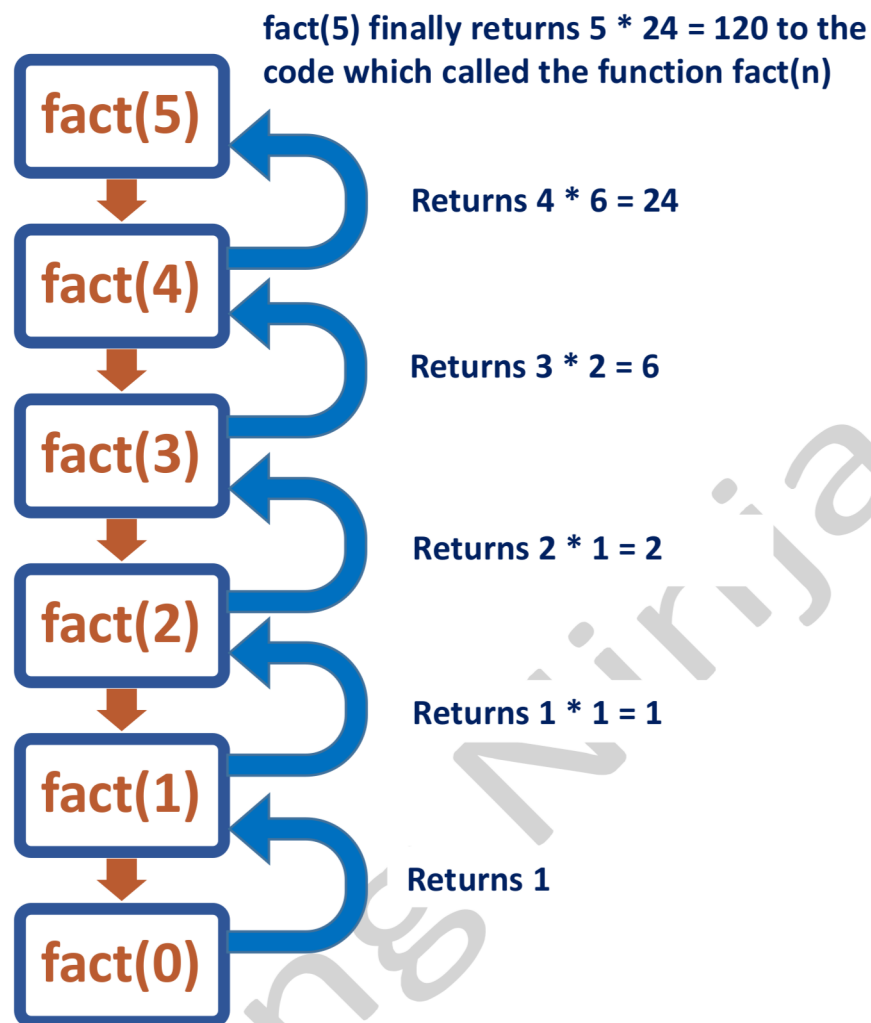 fact(5) finally returns 5 * 24 = 120 to the
code which called the function fact(n)
fact(5)
Returns 4 * 6 = 24
fact(4)
Returns 3 * 2 = 6
fact(3)
Returns 2 * 1 = 2
fact(2)
Returns 1 * 1 = 1
fact(1)
Returns 1
fact(0)
ng Ninja